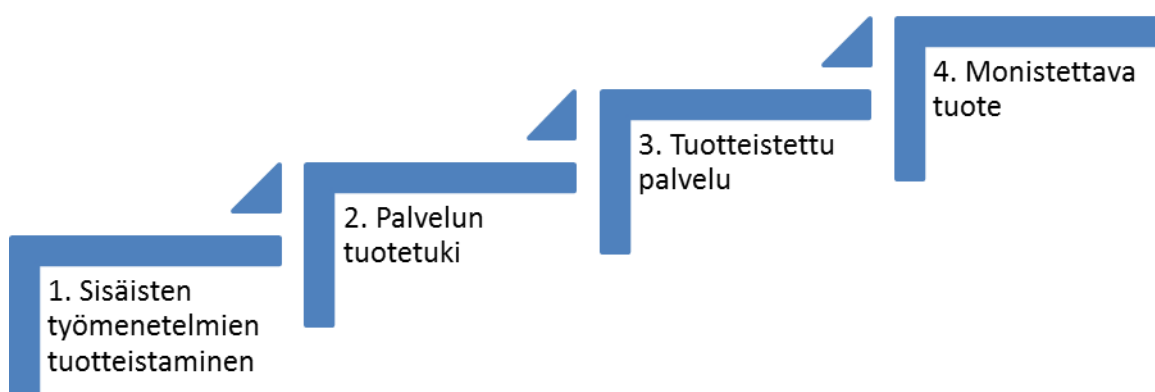 1. Sisäisten
työmenetelmien
tuotteistaminen
2. Palvelun
tuotetuki
3. Tuotteistettu
palvelu
4. Monistettava
tuote